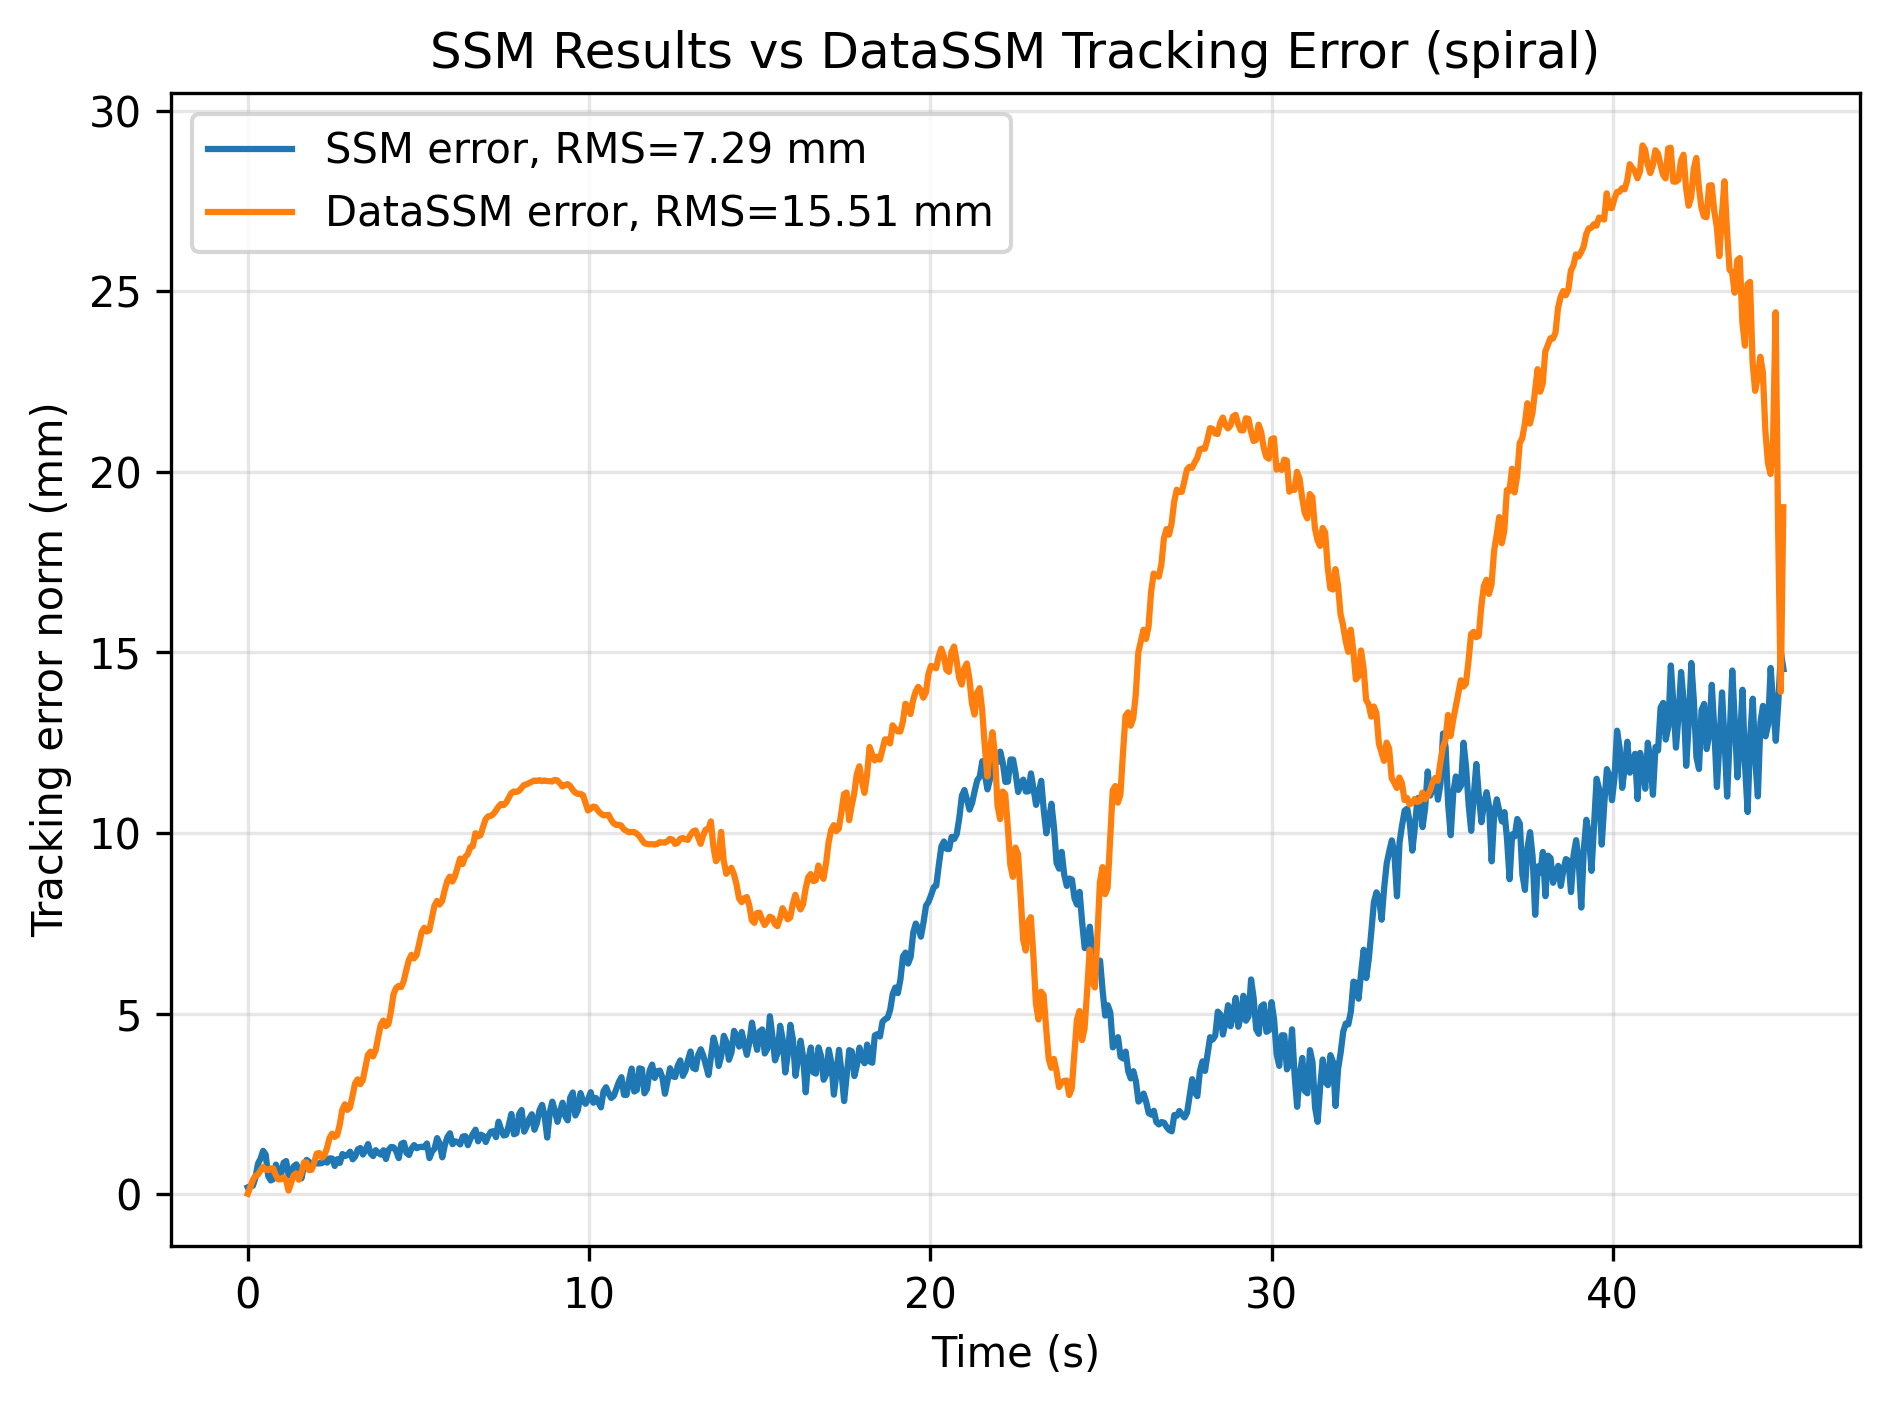 SSM Results vs DataSSM Tracking Error (spiral)
30
25
20
15
10
5
0
Tracking error norm (mm)
SSM error, RMS=7.29 mm
DataSSM error, RMS=15.51 mm
0 10 20 30 40
Time (s)